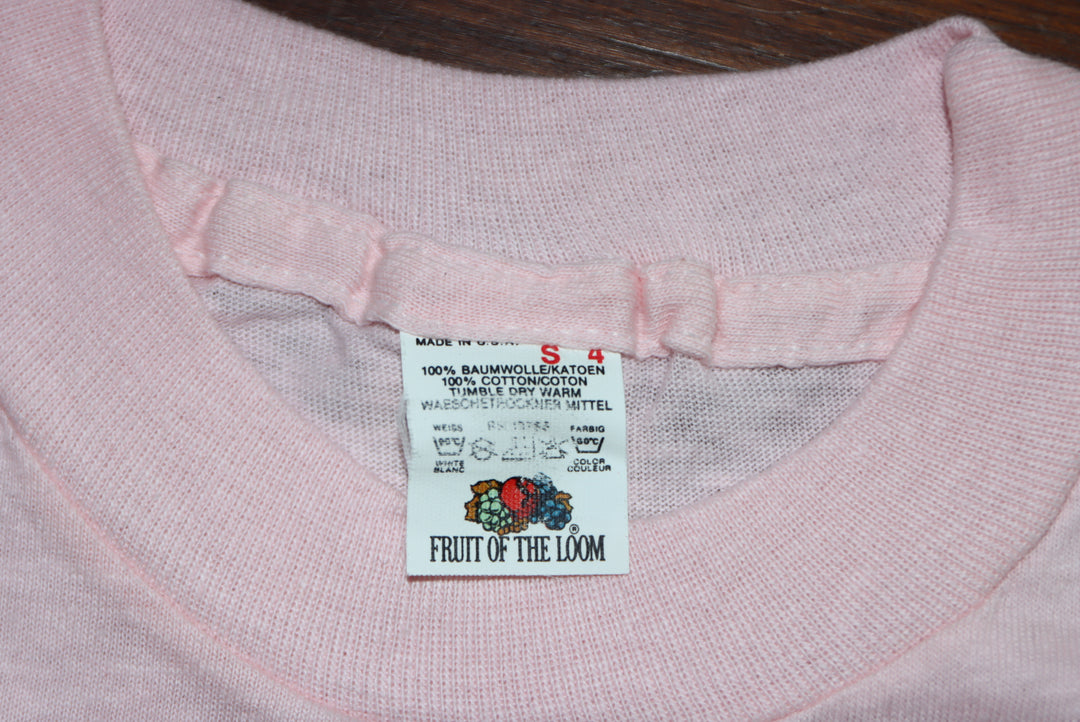 MADE IN U.S.A.
S 4
100% BAUMWOLLE/KATOEN
100% COTTON/COTON
TUMBLE DRY WARM
WAESCHETROCKNER MITTEL
WEISS FARBIG
60°C
WHITE COLOR
BLANC COULEUR
®
FRUIT OF THE LOOM